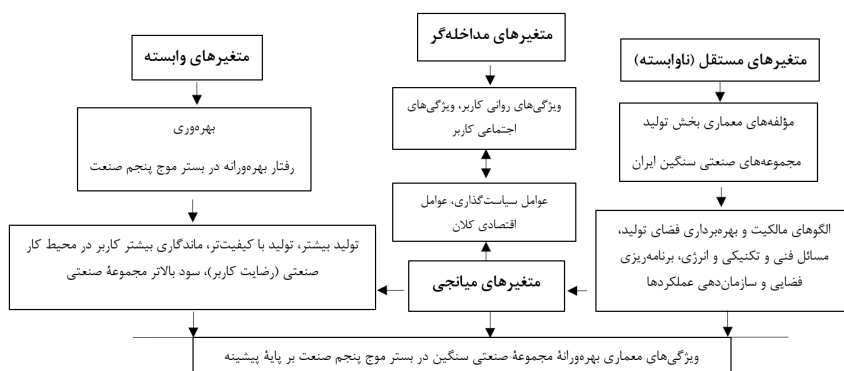 متغیرهای مستقل (ناوابسته)
مؤلفه‌های معماری بخش تولید
مجموعه‌های صنعتی سنگین ایران
الگوهای مالکیت و بهره‌برداری فضای تولید،
مسائل فنی و تکنیکی و انرژی، برنامه‌ریزی
فضایی و سازمان‌دهی عملکردها
متغیرهای مداخله‌گر
ویژگی‌های روانی کاربر، ویژگی‌های
اجتماعی کاربر
عوامل سیاست‌گذاری، عوامل
اقتصادی کلان
متغیرهای میانجی
متغیرهای وابسته
بهره‌وری
رفتار بهره‌ورانه در بستر موج پنجم صنعت
تولید بیشتر، تولید با کیفیت‌تر، ماندگاری بیشتر کاربر در محیط کار
صنعتی (رضایت کاربر)، سود بالاتر مجموعهٔ صنعتی
ویژگی‌های معماری بهره‌ورانهٔ مجموعهٔ صنعتی سنگین در بستر موج پنجم صنعت بر پایهٔ پیشینه